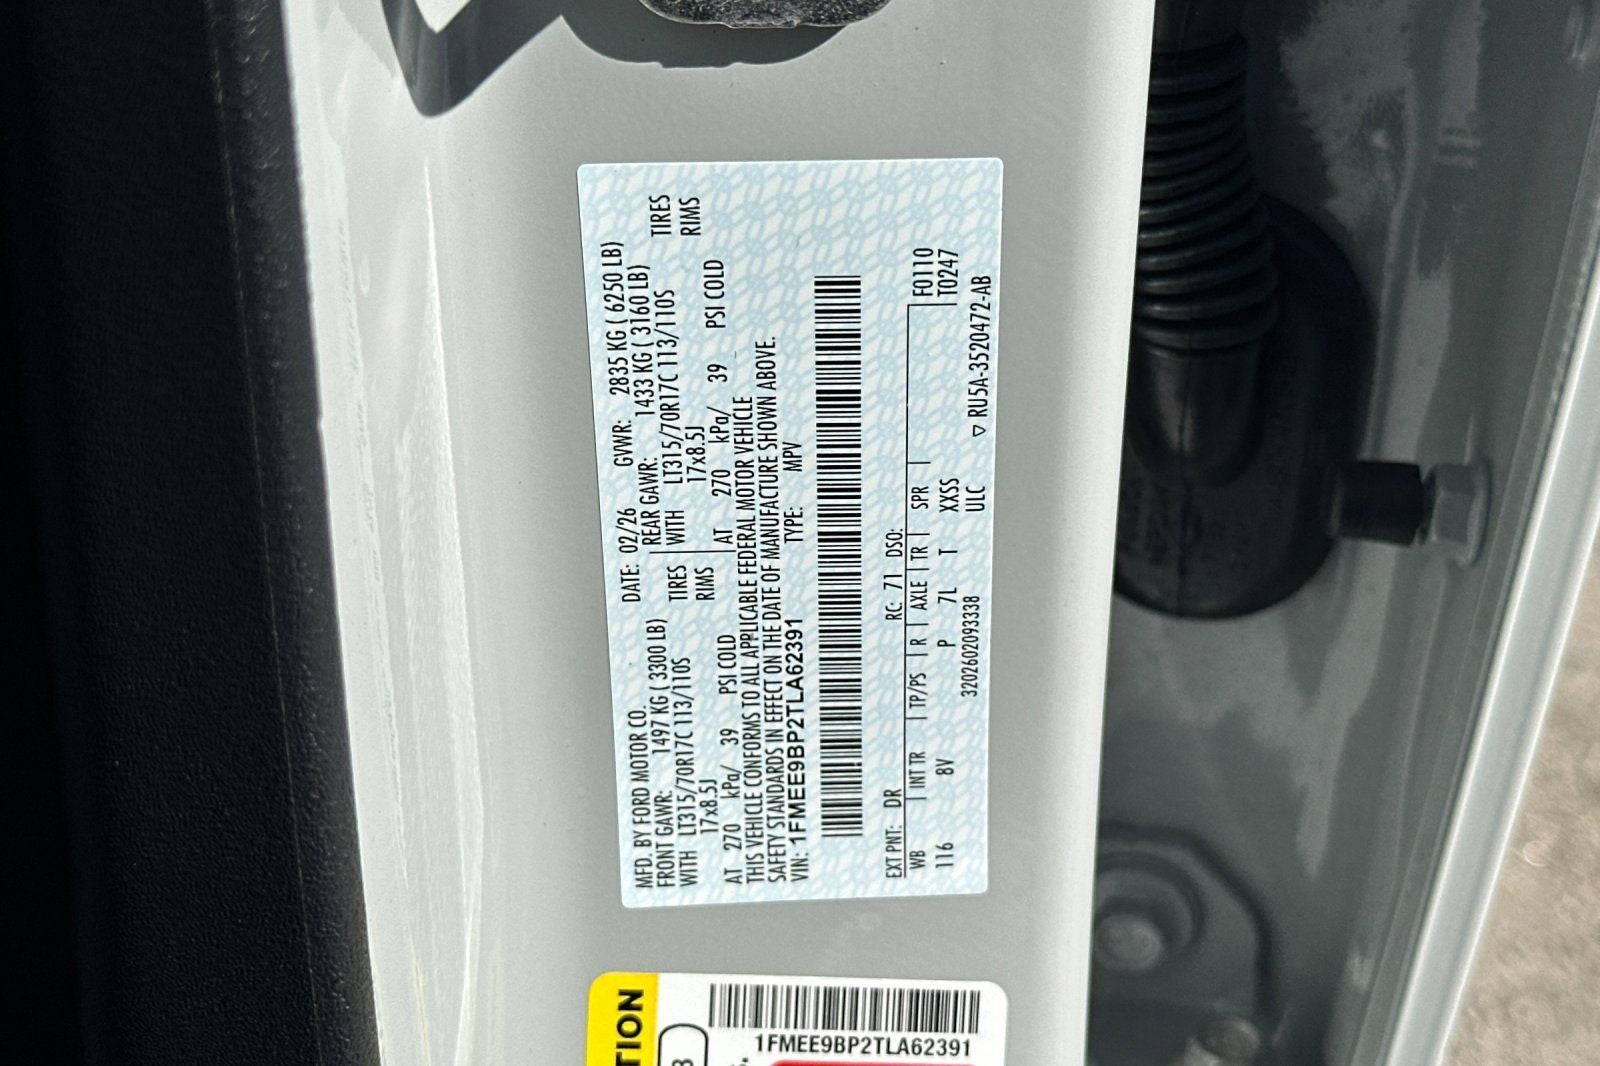 MFD. BY FORD MOTOR CO.
DATE: 02/26 GVWR: 2835 KG ( 6250 LB)
FRONT GAWR: 1497 KG ( 3300 LB)
REAR GAWR: 1433 KG ( 3160 LB)
WITH LT315/70R17C 113/110S TIRES
WITH LT315/70R17C 113/110S TIRES
17x8.5J RIMS
17x8.5J RIMS
AT 270 kPa/ 39 PSI COLD
AT 270 kPa/ 39 PSI COLD
THIS VEHICLE CONFORMS TO ALL APPLICABLE FEDERAL MOTOR VEHICLE
SAFETY STANDARDS IN EFFECT ON THE DATE OF MANUFACTURE SHOWN ABOVE.
VIN: 1FMEE9BP2TLA62391 TYPE: MPV
EXT PNT: DR RC: 71 DSO:
WB | INT TR | TP/PS | R | AXLE | TR | SPR | F0110
116 8V P 7L T XXSS T0247
3202602093338 ULC
▽ RU5A-3520472-AB
1FMEE9BP2TLA62391